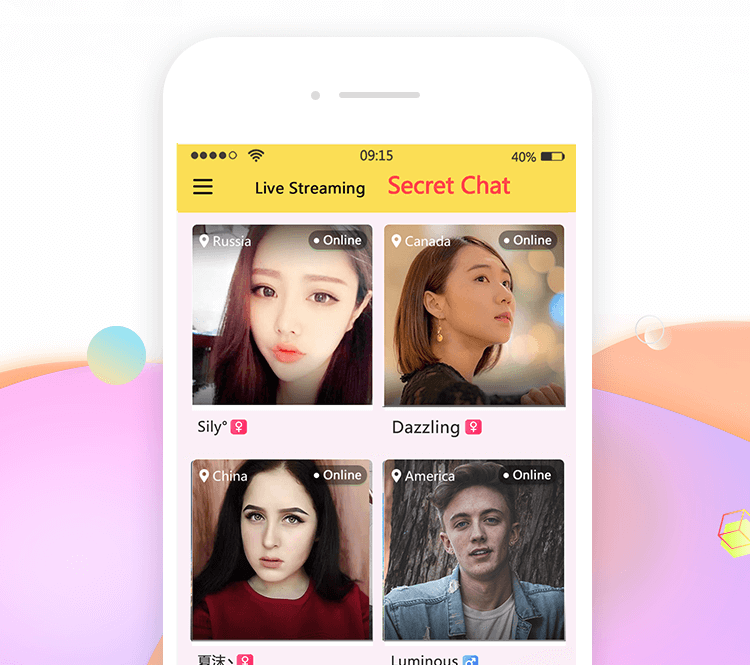 09:15
40%
Live Streaming Secret Chat
Russia
Online
Canada
Online
Sily°
Dazzling
China
Online
America
Online
夏沫丶
Luminous